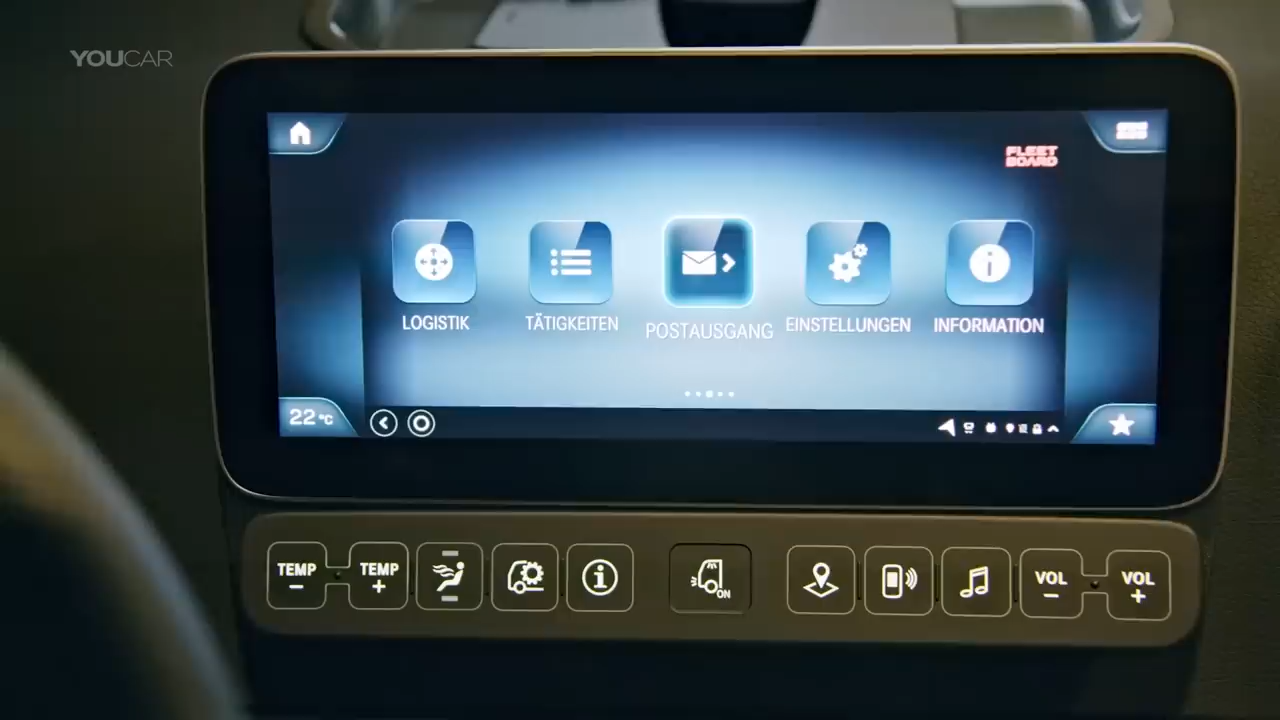 YOUCAR
FLEET
BOARD
LOGISTIK
TÄTIGKEITEN
POSTAUSGANG
EINSTELLUNGEN
INFORMATION
22 °C
TEMP
–
TEMP
+
ON
VOL
–
VOL
+